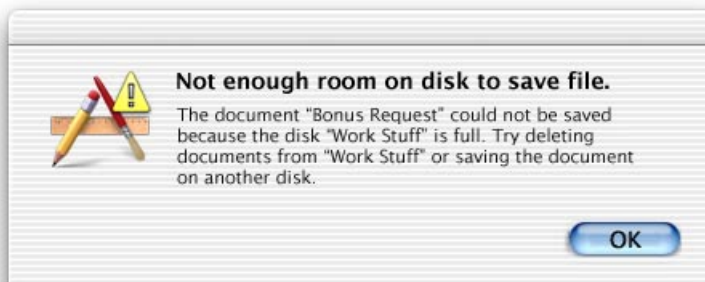 Not enough room on disk to save file.
The document “Bonus Request” could not be saved
because the disk “Work Stuff” is full. Try deleting
documents from “Work Stuff” or saving the document
on another disk.
OK